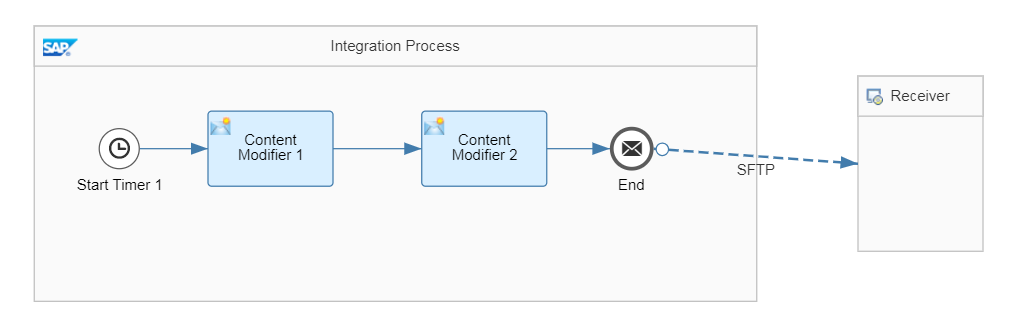 SAP
Integration Process
Receiver
Content
Modifier 1
Content
Modifier 2
Start Timer 1
End
SFTP